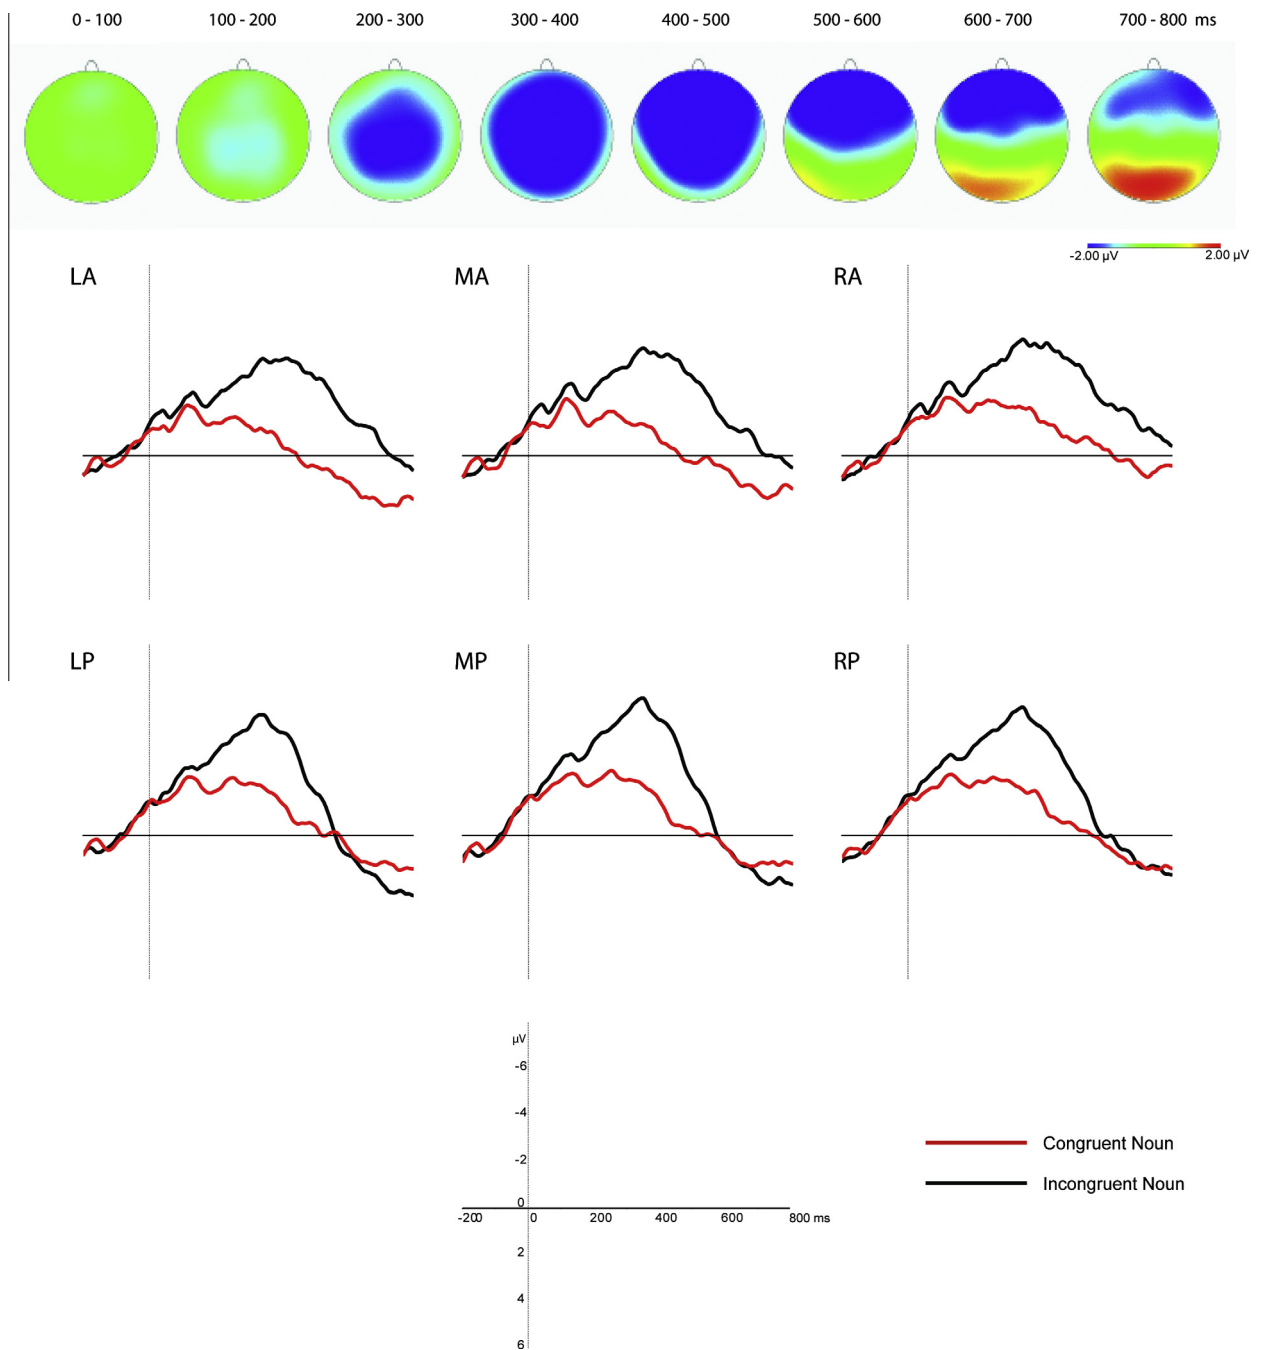 0 - 100 100 - 200 200 - 300 300 - 400 400 - 500 500 - 600 600 - 700 700 - 800 ms
-2.00 µV 2.00 µV
LA MA RA
LP MP RP
µV
-6
-4
-2
0
-200 0 200 400 600 800 ms
2
4
6
Congruent Noun
Incongruent Noun